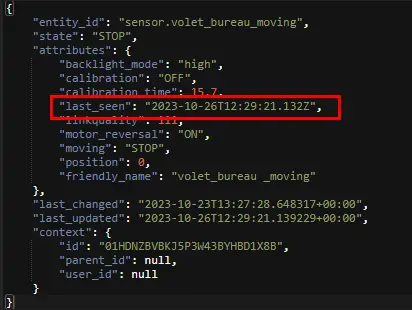 {
"entity_id": "sensor.volet_bureau_moving",
"state": "STOP",
"attributes": {
"backlight_mode": "high",
"calibration": "OFF",
"calibration_time": 15.7,
"last_seen": "2023-10-26T12:29:21.132Z",
"linkquality": 111,
"motor_reversal": "ON",
"moving": "STOP",
"position": 0,
"friendly_name": "volet_bureau _moving"
},
"last_changed": "2023-10-23T13:27:28.648317+00:00",
"last_updated": "2023-10-26T12:29:21.139229+00:00",
"context": {
"id": "01HDNZBVBKJ5P3W43BYHBD1X8B",
"parent_id": null,
"user_id": null
}
}